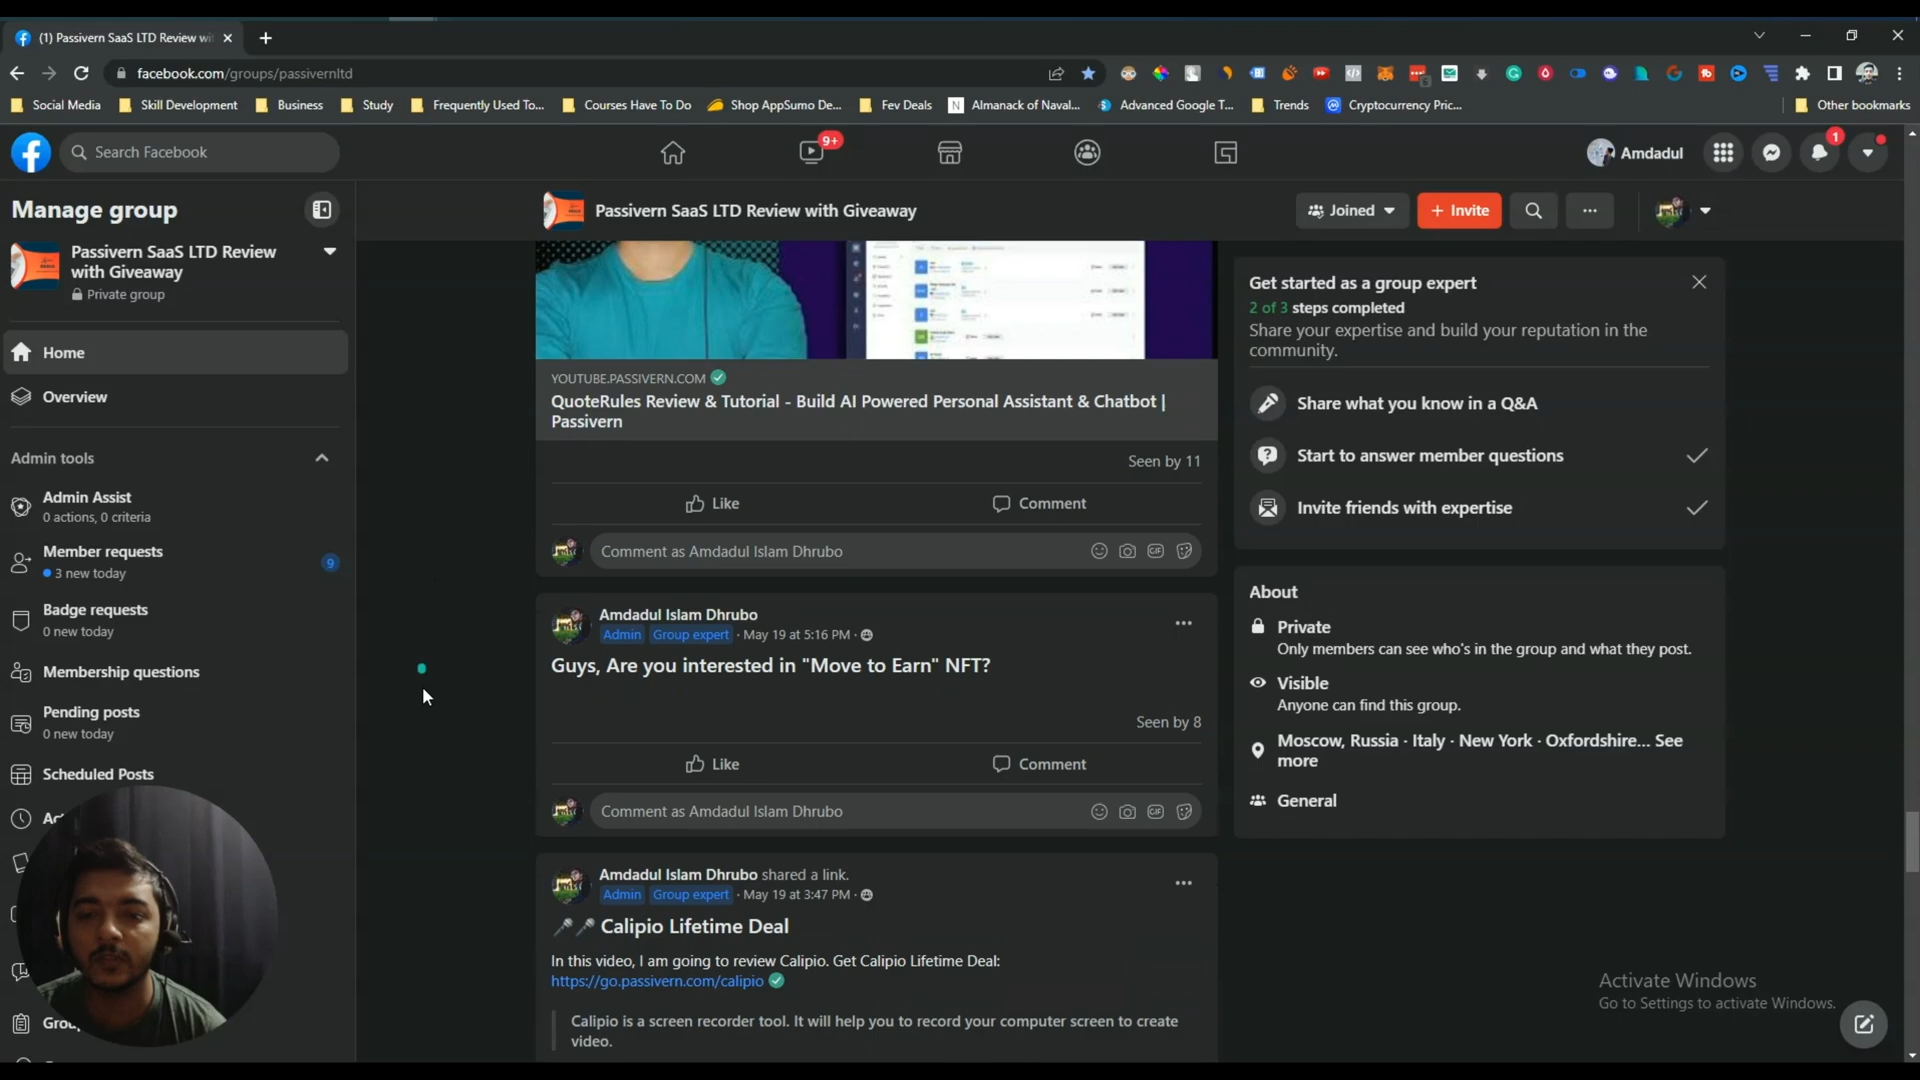 (1) Passivern SaaS LTD Review wi
facebook.com/groups/passivernltd
Social Media
Skill Development
Business
Study
Frequently Used To...
Courses Have To Do
Shop AppSumo De...
Fev Deals
Almanack of Naval...
Advanced Google T...
Trends
Cryptocurrency Pric...
Other bookmarks
Search Facebook
9+
Amdadul
1
Manage group
Passivern SaaS LTD Review
with Giveaway
Private group
Home
Overview
Admin tools
Admin Assist
0 actions, 0 criteria
Member requests
3 new today
9
Badge requests
0 new today
Membership questions
Pending posts
0 new today
Scheduled Posts
Passivern SaaS LTD Review with Giveaway
Joined
+ Invite
YOUTUBE.PASSIVERN.COM
QuoteRules Review & Tutorial - Build AI Powered Personal Assistant & Chatbot |
Passivern
Seen by 11
Like
Comment
Comment as Amdadul Islam Dhrubo
Amdadul Islam Dhrubo
Admin Group expert · May 19 at 5:16 PM ·
Guys, Are you interested in "Move to Earn" NFT?
Seen by 8
Like
Comment
Comment as Amdadul Islam Dhrubo
Amdadul Islam Dhrubo shared a link.
Admin Group expert · May 19 at 3:47 PM ·
Calipio Lifetime Deal
In this video, I am going to review Calipio. Get Calipio Lifetime Deal:
https://go.passivern.com/calipio
Calipio is a screen recorder tool. It will help you to record your computer screen to create
video.
Get started as a group expert
2 of 3 steps completed
Share your expertise and build your reputation in the
community.
Share what you know in a Q&A
Start to answer member questions
Invite friends with expertise
About
Private
Only members can see who's in the group and what they post.
Visible
Anyone can find this group.
Moscow, Russia · Italy · New York · Oxfordshire... See
more
General
Activate Windows
Go to Settings to activate Windows.